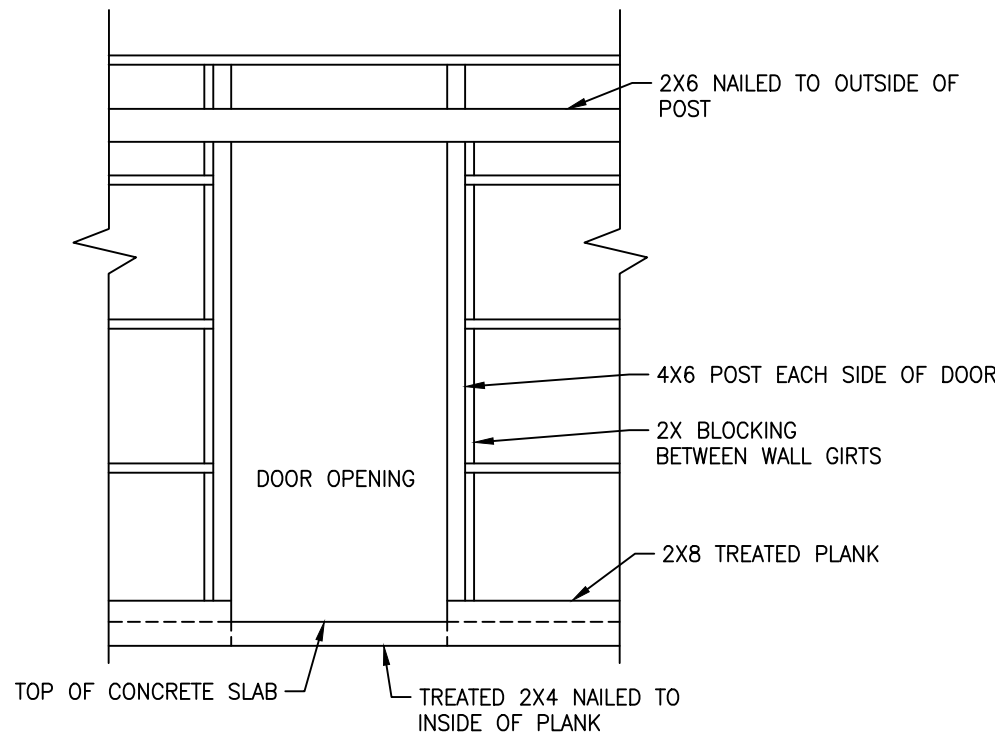 2X6 NAILED TO OUTSIDE OF
POST
4X6 POST EACH SIDE OF DOOR
2X BLOCKING
BETWEEN WALL GIRTS
DOOR OPENING
2X8 TREATED PLANK
TOP OF CONCRETE SLAB
TREATED 2X4 NAILED TO
INSIDE OF PLANK